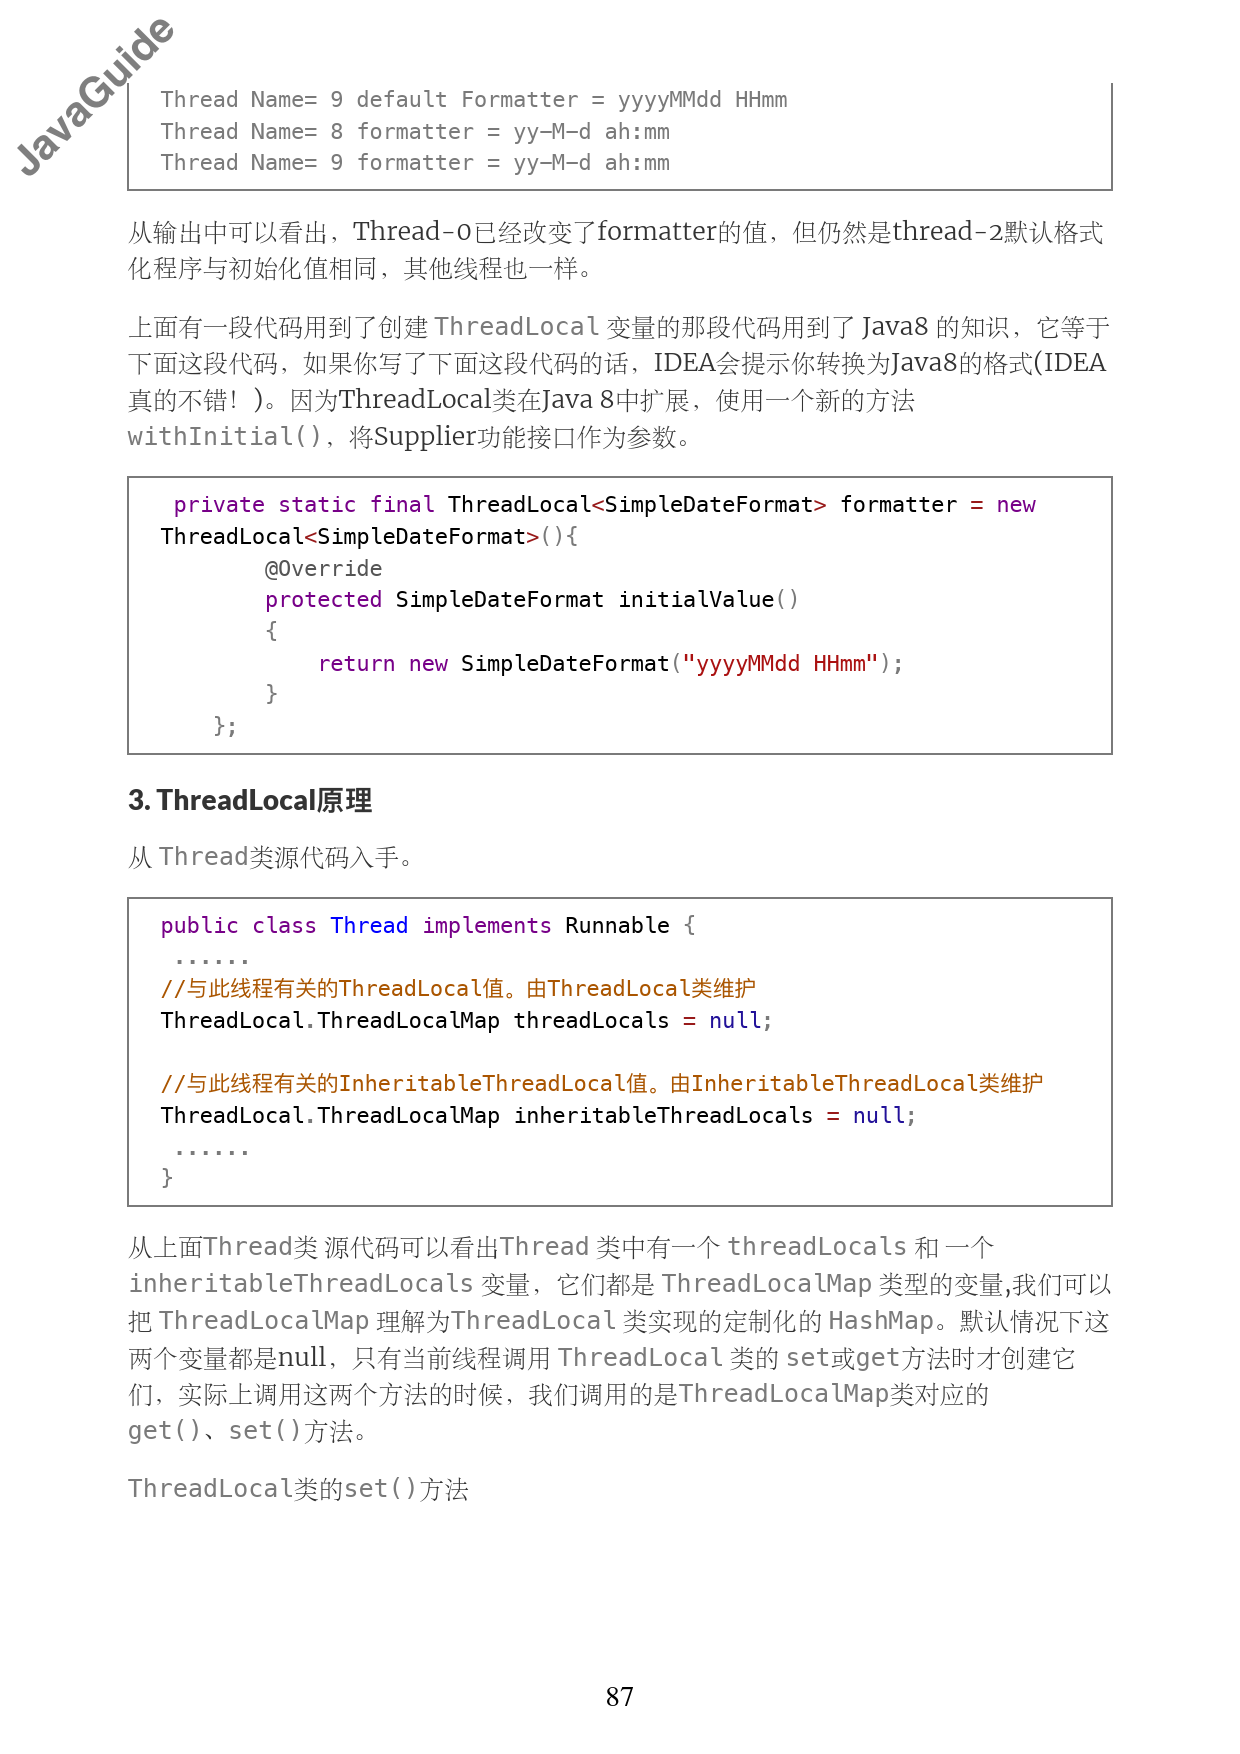 JavaGuide
Thread Name= 9 default Formatter = yyyyMMdd HHmm
Thread Name= 8 formatter = yy-M-d ah:mm
Thread Name= 9 formatter = yy-M-d ah:mm
从输出中可以看出，Thread-0已经改变了formatter的值，但仍然是thread-2默认格式
化程序与初始化值相同，其他线程也一样。
上面有一段代码用到了创建 ThreadLocal 变量的那段代码用到了 Java8 的知识，它等于
下面这段代码，如果你写了下面这段代码的话，IDEA会提示你转换为Java8的格式(IDEA
真的不错！)。因为ThreadLocal类在Java 8中扩展，使用一个新的方法
withInitial()，将Supplier功能接口作为参数。
private static final ThreadLocal<SimpleDateFormat> formatter = new
ThreadLocal<SimpleDateFormat>(){
@Override
protected SimpleDateFormat initialValue()
{
return new SimpleDateFormat("yyyyMMdd HHmm");
}
};
3. ThreadLocal原理
从 Thread类源代码入手。
public class Thread implements Runnable {
......
//与此线程有关的ThreadLocal值。由ThreadLocal类维护
ThreadLocal.ThreadLocalMap threadLocals = null;
//与此线程有关的InheritableThreadLocal值。由InheritableThreadLocal类维护
ThreadLocal.ThreadLocalMap inheritableThreadLocals = null;
......
}
从上面Thread类 源代码可以看出Thread 类中有一个 threadLocals 和 一个
inheritableThreadLocals 变量，它们都是 ThreadLocalMap 类型的变量,我们可以
把 ThreadLocalMap 理解为ThreadLocal 类实现的定制化的 HashMap。默认情况下这
两个变量都是null，只有当前线程调用 ThreadLocal 类的 set或get方法时才创建它
们，实际上调用这两个方法的时候，我们调用的是ThreadLocalMap类对应的
get()、set()方法。
ThreadLocal类的set()方法
87